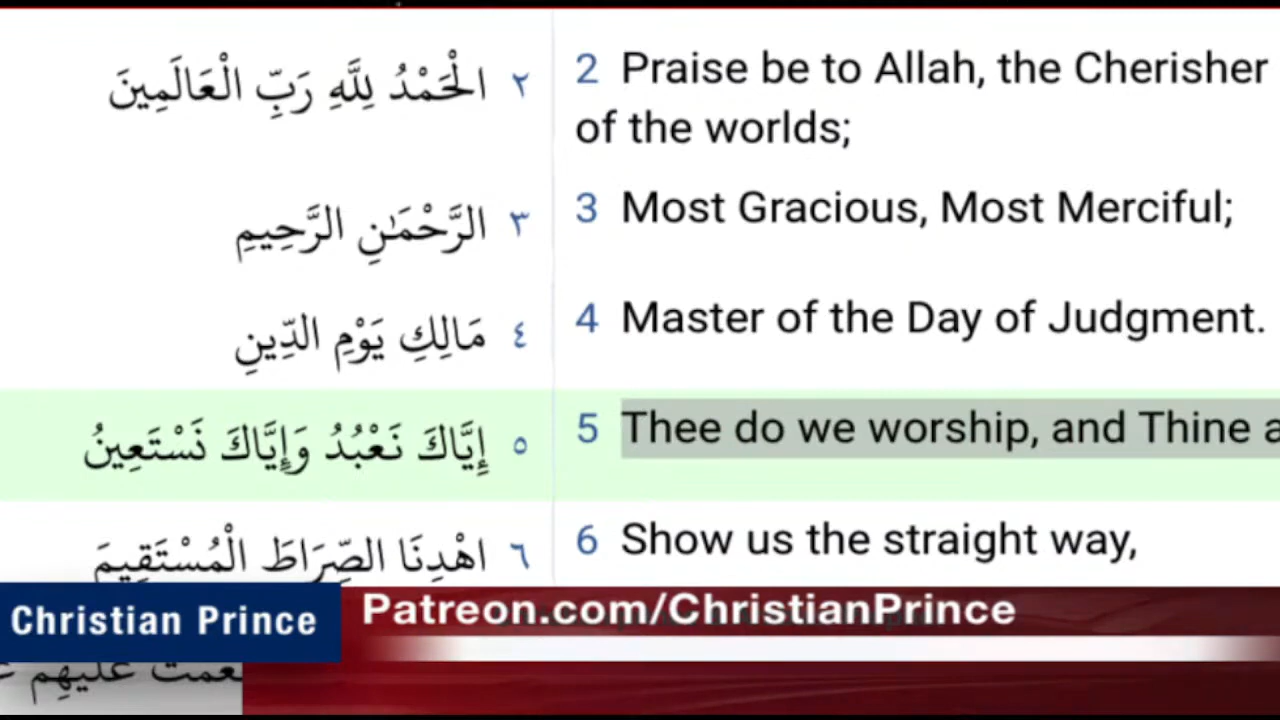 ٢ الْحَمْدُ لِلَّهِ رَبِّ الْعَالَمِينَ
2 Praise be to Allah, the Cherisher
of the worlds;
٣ الرَّحْمَٰنِ الرَّحِيمِ
3 Most Gracious, Most Merciful;
٤ مَالِكِ يَوْمِ الدِّينِ
4 Master of the Day of Judgment.
٥ إِيَّاكَ نَعْبُدُ وَإِيَّاكَ نَسْتَعِينُ
5 Thee do we worship, and Thine a
٦ اهْدِنَا الصِّرَاطَ الْمُسْتَقِيمَ
6 Show us the straight way,
Christian Prince
Patreon.com/ChristianPrince